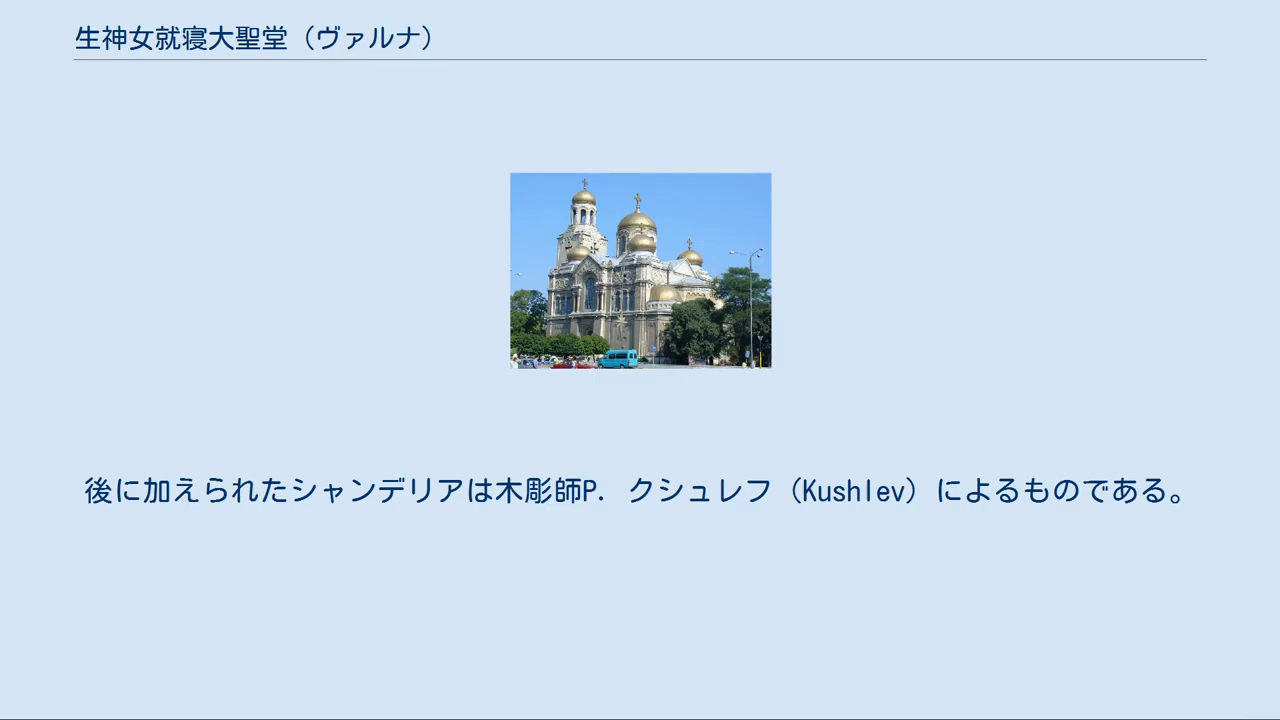 生神女就寝大聖堂（ヴァルナ）
後に加えられたシャンデリアは木彫師P. クシュレフ（Kushlev）によるものである。